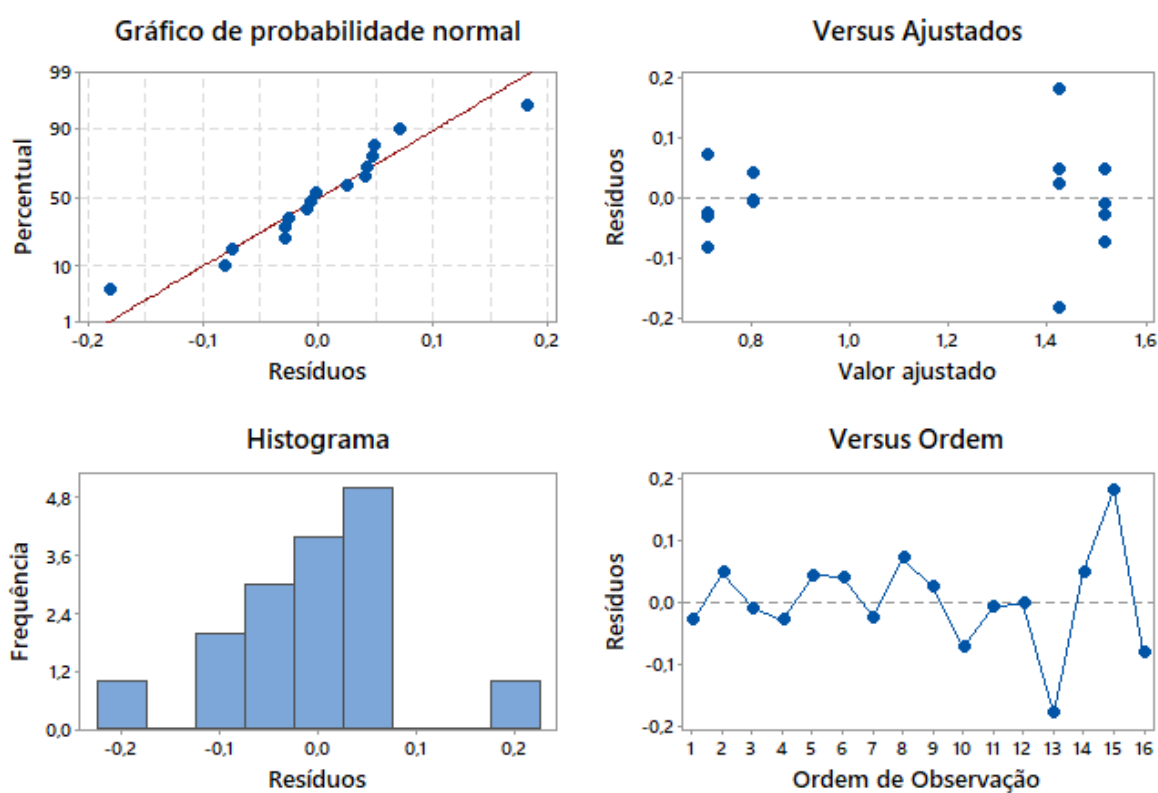 Gráfico de probabilidade normal
99
90
50
10
1
Percentual
-0,2 -0,1 0,0 0,1 0,2
Resíduos
Versus Ajustados
0,2
0,1
0,0
-0,1
-0,2
Resíduos
0,8 1,0 1,2 1,4 1,6
Valor ajustado
Histograma
4,8
3,6
2,4
1,2
0,0
Frequência
-0,2 -0,1 0,0 0,1 0,2
Resíduos
Versus Ordem
0,2
0,1
0,0
-0,1
-0,2
Resíduos
1 2 3 4 5 6 7 8 9 10 11 12 13 14 15 16
Ordem de Observação